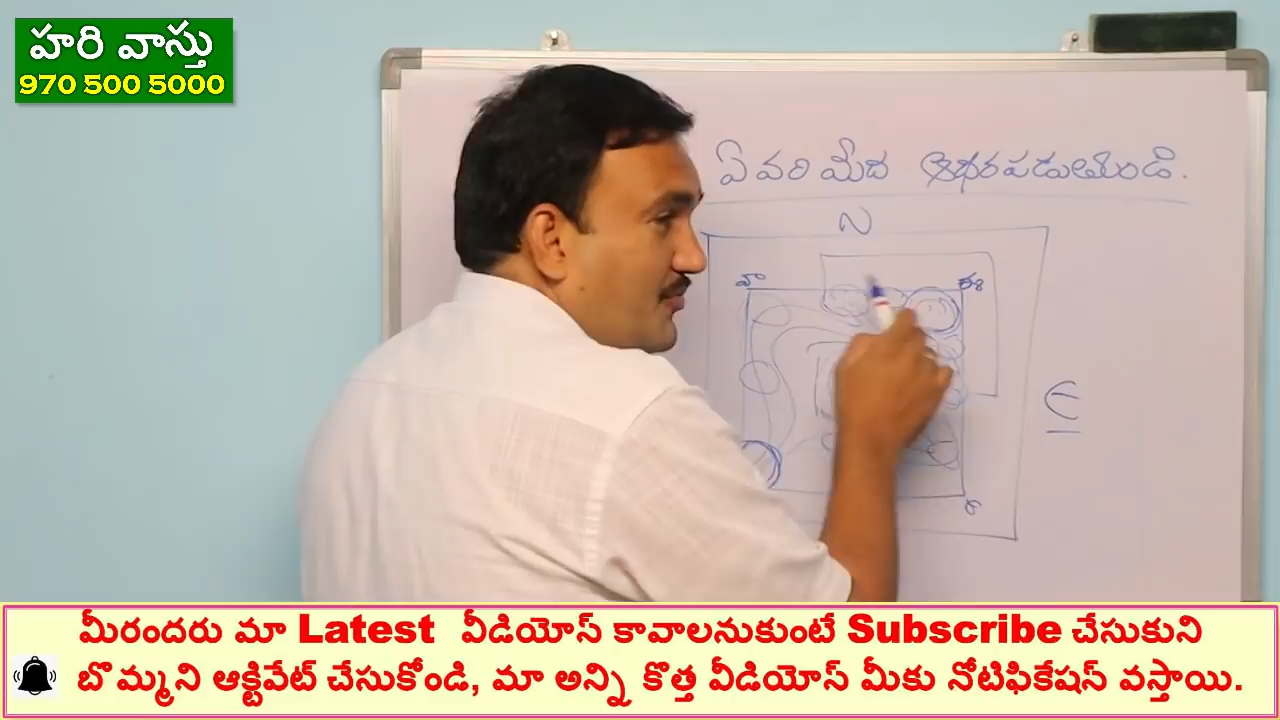 హరి వాస్తు
970 500 5000
ఏ వరి మీద ఆధారపడుతుంది.
N
వా
ఈ
E
మీరందరు మా Latest వీడియోస్ కావాలనుకుంటే Subscribe చేసుకుని
బొమ్మని ఆక్టివేట్ చేసుకోండి, మా అన్ని కొత్త వీడియోస్ మీకు నోటిఫికేషన్ వస్తాయి.